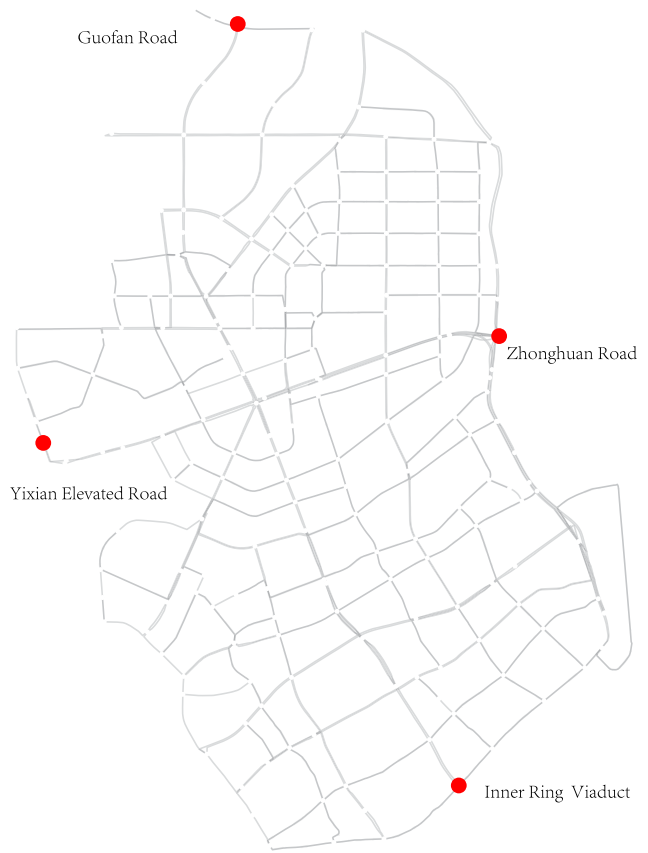 Guofan Road
Zhonghuan Road
Yixian Elevated Road
Inner Ring Viaduct